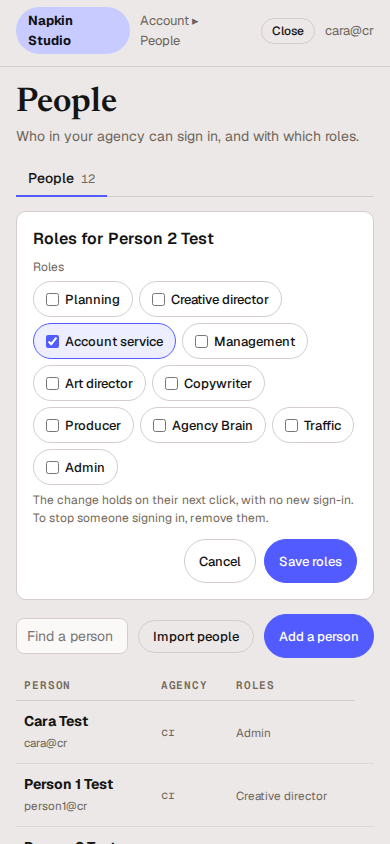 Napkin Studio
Account ▸ People
Close
cara@cr
People
Who in your agency can sign in, and with which roles.
People 12
Roles for Person 2 Test
Roles
Planning
Creative director
Account service
Management
Art director
Copywriter
Producer
Agency Brain
Traffic
Admin
The change holds on their next click, with no new sign-in.
To stop someone signing in, remove them.
Cancel
Save roles
Find a person
Import people
Add a person
PERSON AGENCY ROLES
Cara Test
cara@cr
cr
Admin
Person 1 Test
person1@cr
cr
Creative director